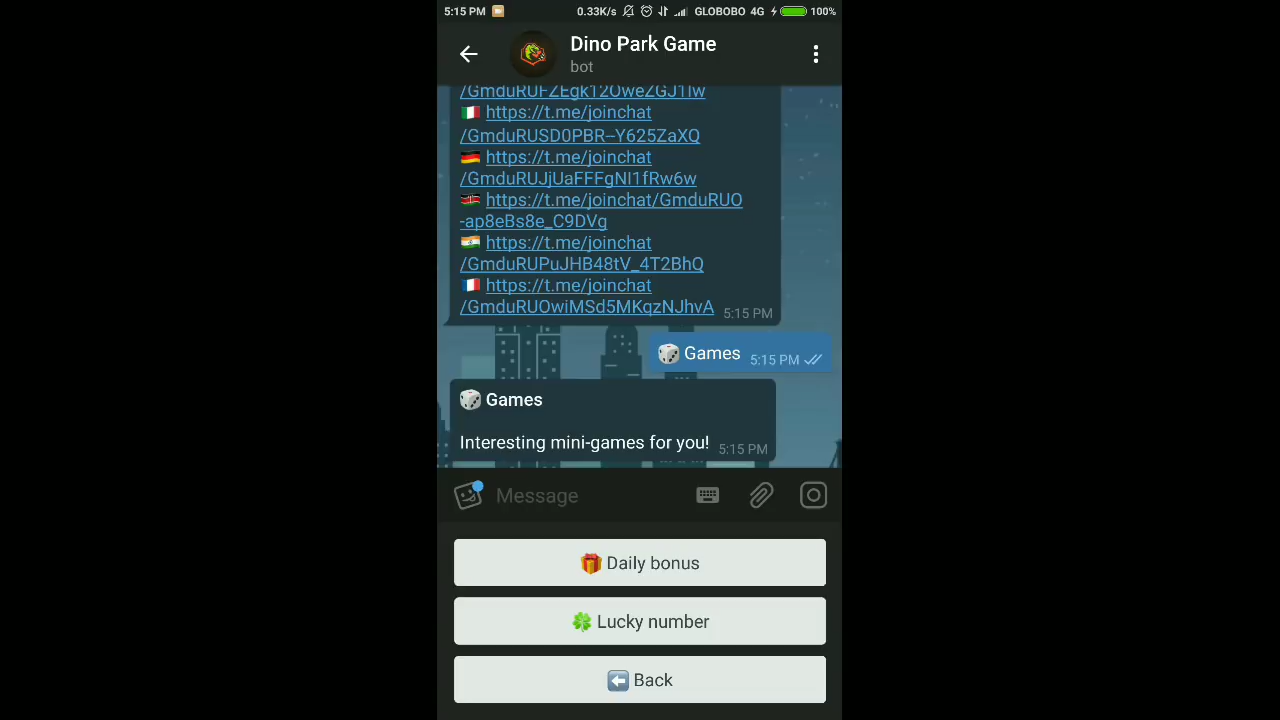 5:15 PM 0.33K/s GLOBOBO 4G 100%
Dino Park Game
bot
https://t.me/joinchat
/GmduRUSD0PBR--Y625ZaXQ
https://t.me/joinchat
/GmduRUJjUaFFFgNI1fRw6w
https://t.me/joinchat/GmduRUO
-ap8eBs8e_C9DVg
https://t.me/joinchat
/GmduRUPuJHB48tV_4T2BhQ
https://t.me/joinchat
/GmduRUOwiMSd5MKqzNJhvA 5:15 PM
Games 5:15 PM
Games
Interesting mini-games for you! 5:15 PM
Message
Daily bonus
Lucky number
Back